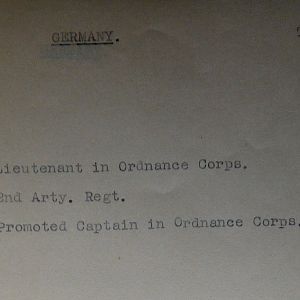 GERMANY.
Lieutenant in Ordnance Corps.
2nd Arty. Regt.
Promoted Captain in Ordnance Corps.